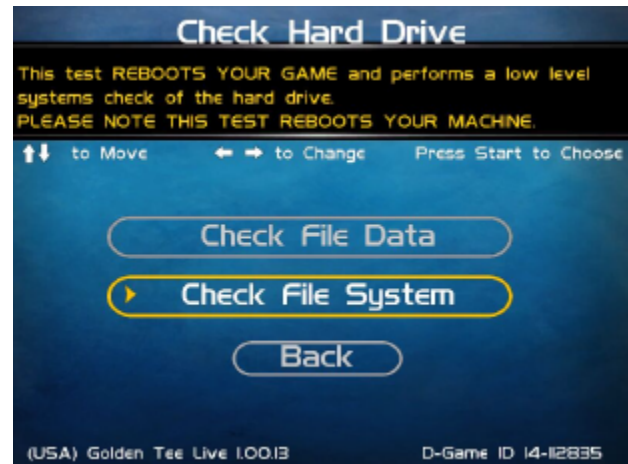 Check Hard Drive
This test REBOOTS YOUR GAME and performs a low level
systems check of the hard drive.
PLEASE NOTE THIS TEST REBOOTS YOUR MACHINE.
to Move to Change Press Start to Choose
Check File Data
Check File System
Back
(USA) Golden Tee Live 1.00.13 D-Game ID 14-112835